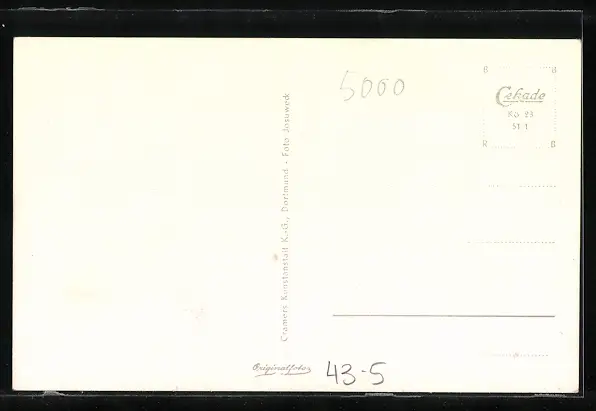 5000
B B
Cekade
Ko 23
51 1
R B
Cramers Kunstanstalt K.-G., Dortmund - Foto Josuweck
Originalfoto
43-5